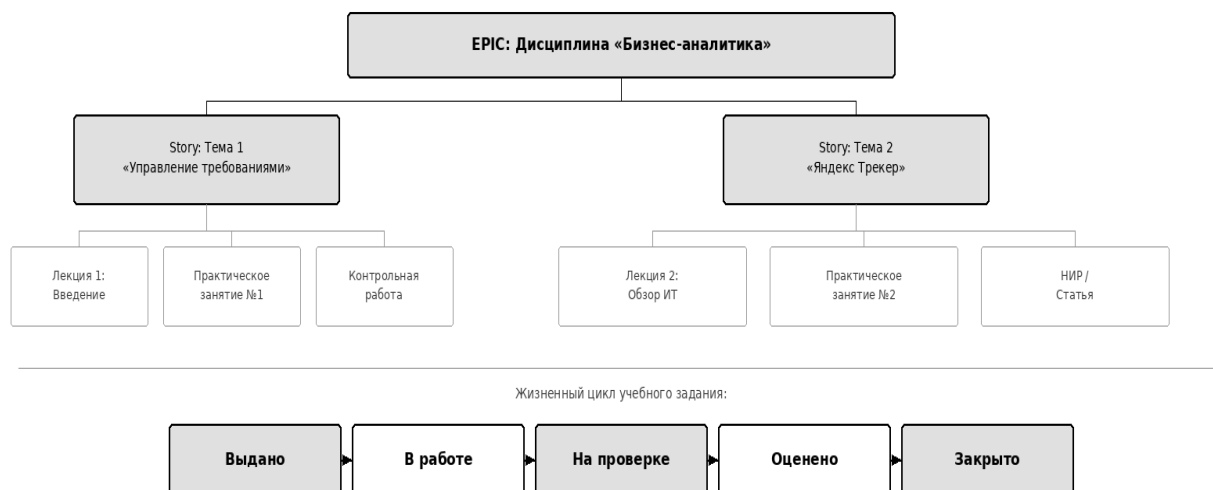 EPIC: Дисциплина «Бизнес-аналитика»
Story: Тема 1
«Управление требованиями»
Story: Тема 2
«Яндекс Трекер»
Лекция 1:
Введение
Практическое
занятие №1
Контрольная
работа
Лекция 2:
Обзор ИТ
Практическое
занятие №2
НИР /
Статья
Жизненный цикл учебного задания:
Выдано
В работе
На проверке
Оценено
Закрыто